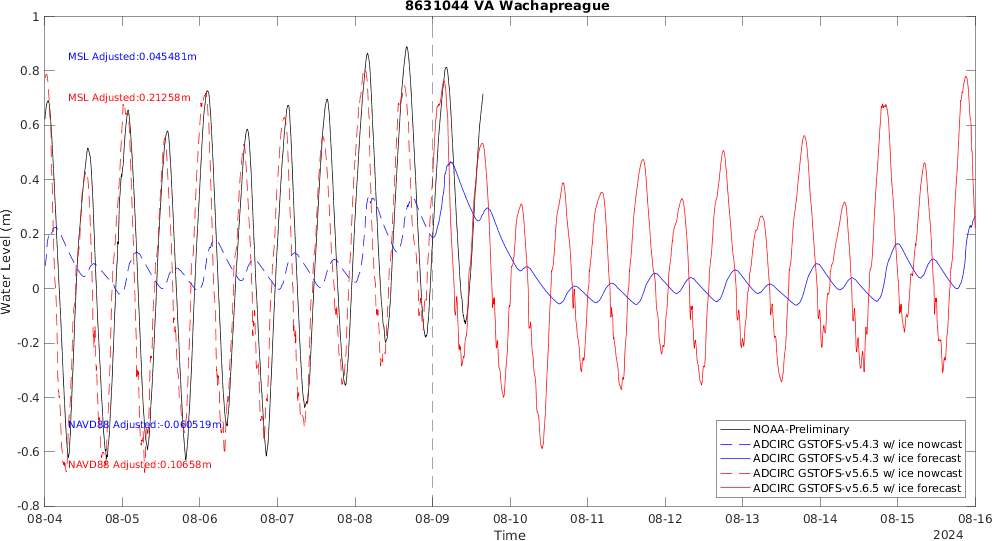 8631044 VA Wachapreague
MSL Adjusted:0.045481m
MSL Adjusted:0.21258m
NAVD88 Adjusted:-0.060519m
NAVD88 Adjusted:0.10658m
Water Level (m)
1
0.8
0.6
0.4
0.2
0
-0.2
-0.4
-0.6
-0.8
NOAA-Preliminary
ADCIRC GSTOFS-v5.4.3 w/ ice nowcast
ADCIRC GSTOFS-v5.4.3 w/ ice forecast
ADCIRC GSTOFS-v5.6.5 w/ ice nowcast
ADCIRC GSTOFS-v5.6.5 w/ ice forecast
08-04 08-05 08-06 08-07 08-08 08-09 08-10 08-11 08-12 08-13 08-14 08-15 08-16
Time
2024